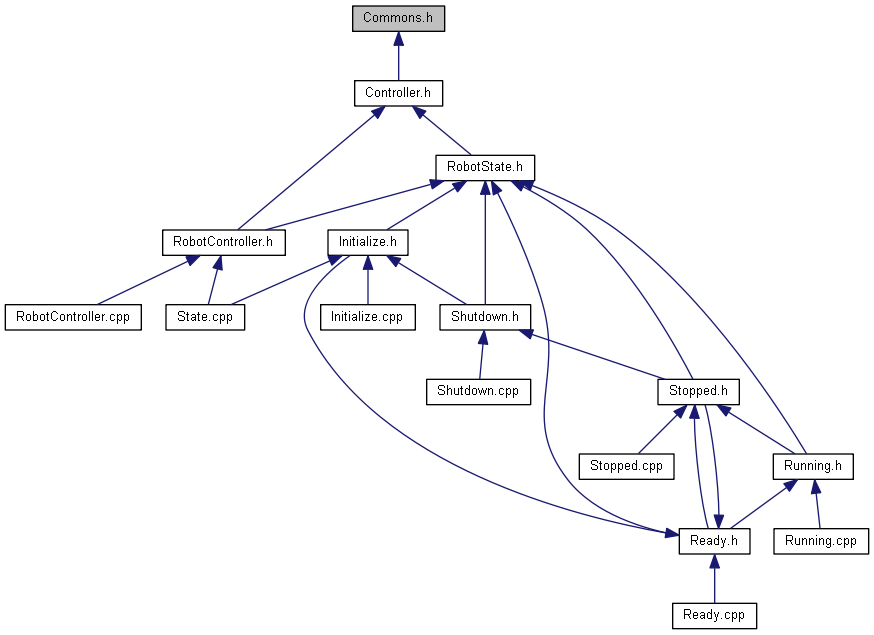 Commons.h
Controller.h
RobotState.h
RobotController.h
Initialize.h
RobotController.cpp
State.cpp
Initialize.cpp
Shutdown.h
Shutdown.cpp
Stopped.h
Stopped.cpp
Running.h
Ready.h
Running.cpp
Ready.cpp